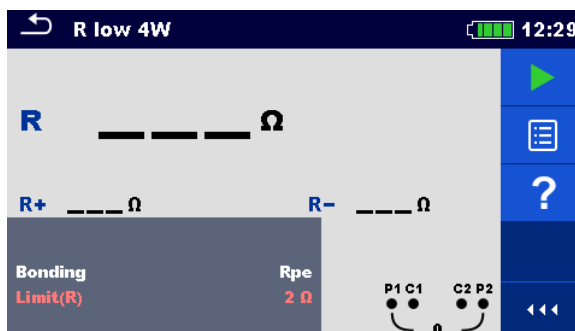 R low 4W 12:29
R ___ Ω
R+ ___ Ω R- ___ Ω
?
Bonding Rpe
Limit(R) 2 Ω
P1 C1 C2 P2